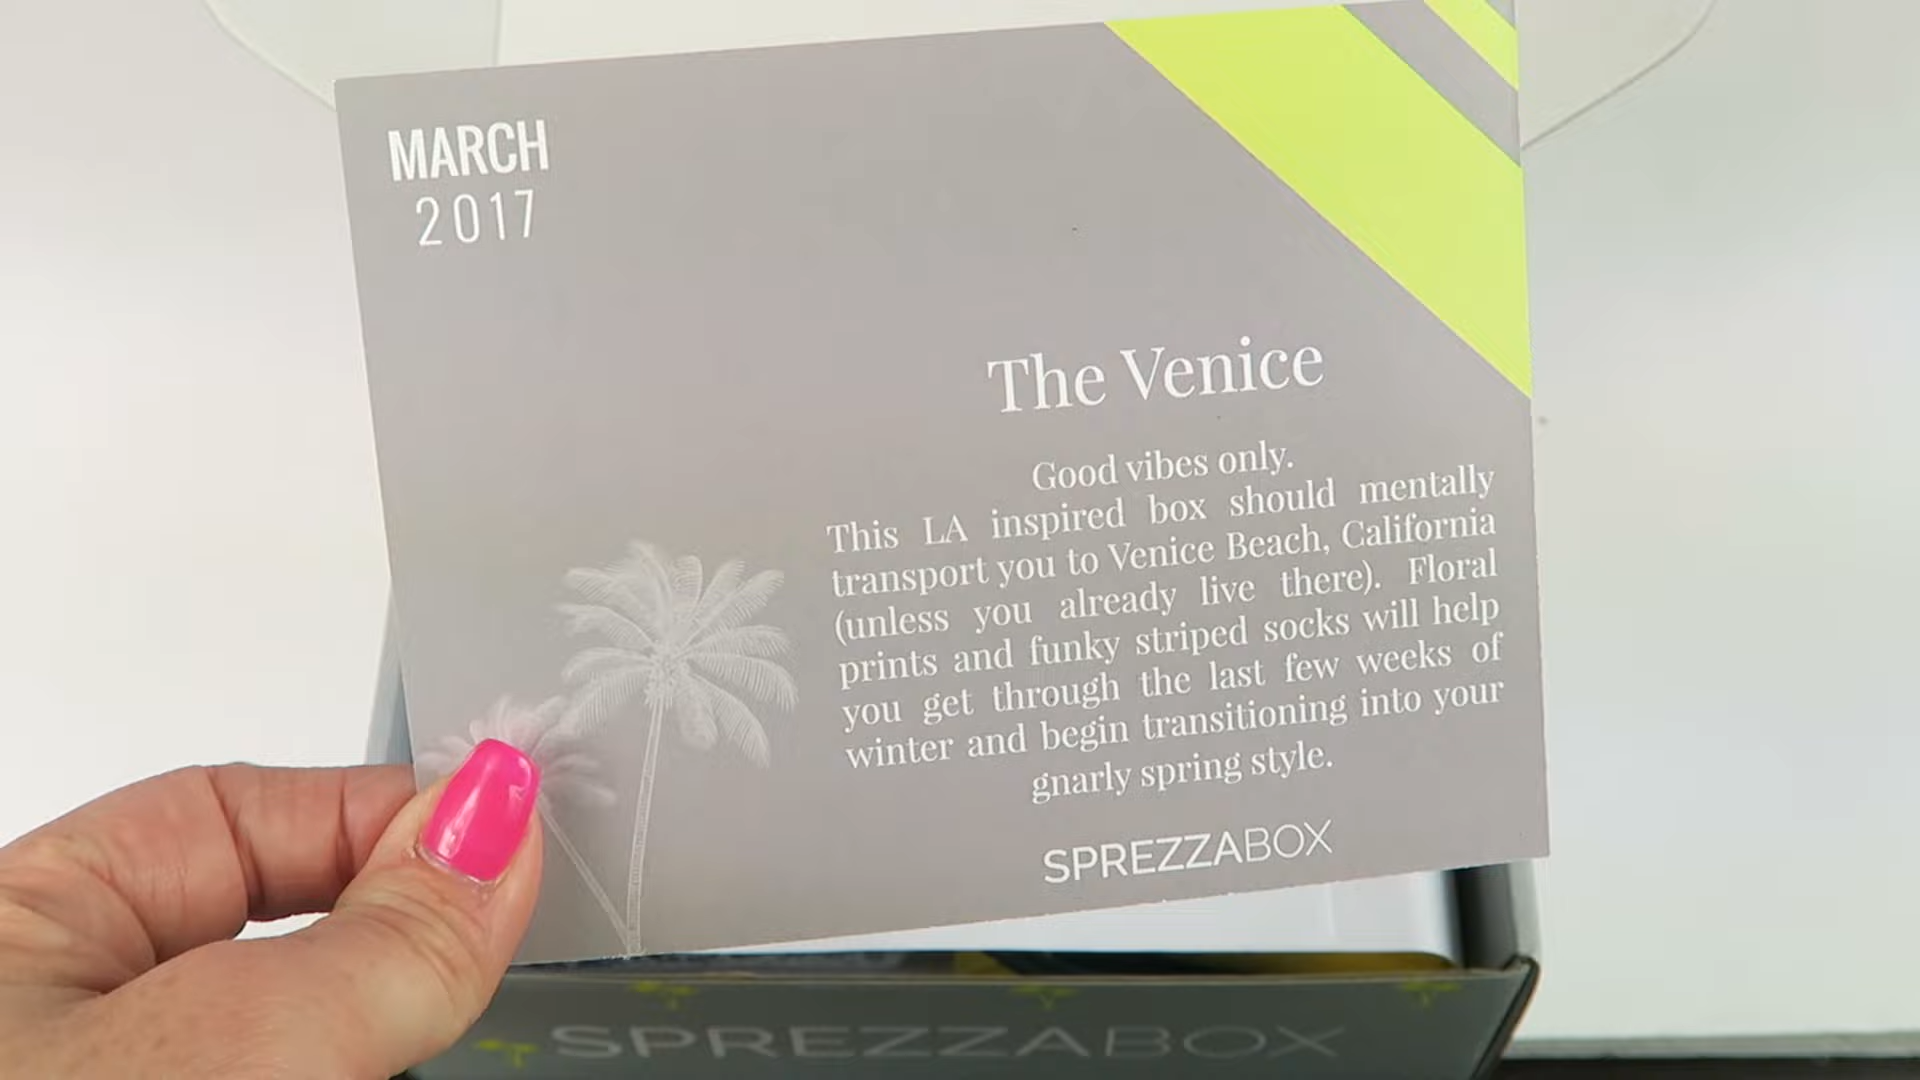 MARCH
2017
The Venice
Good vibes only.
This LA inspired box should mentally
transport you to Venice Beach, California
(unless you already live there). Floral
prints and funky striped socks will help
you get through the last few weeks of
winter and begin transitioning into your
gnarly spring style.
SPREZZABOX
SPREZZABOX